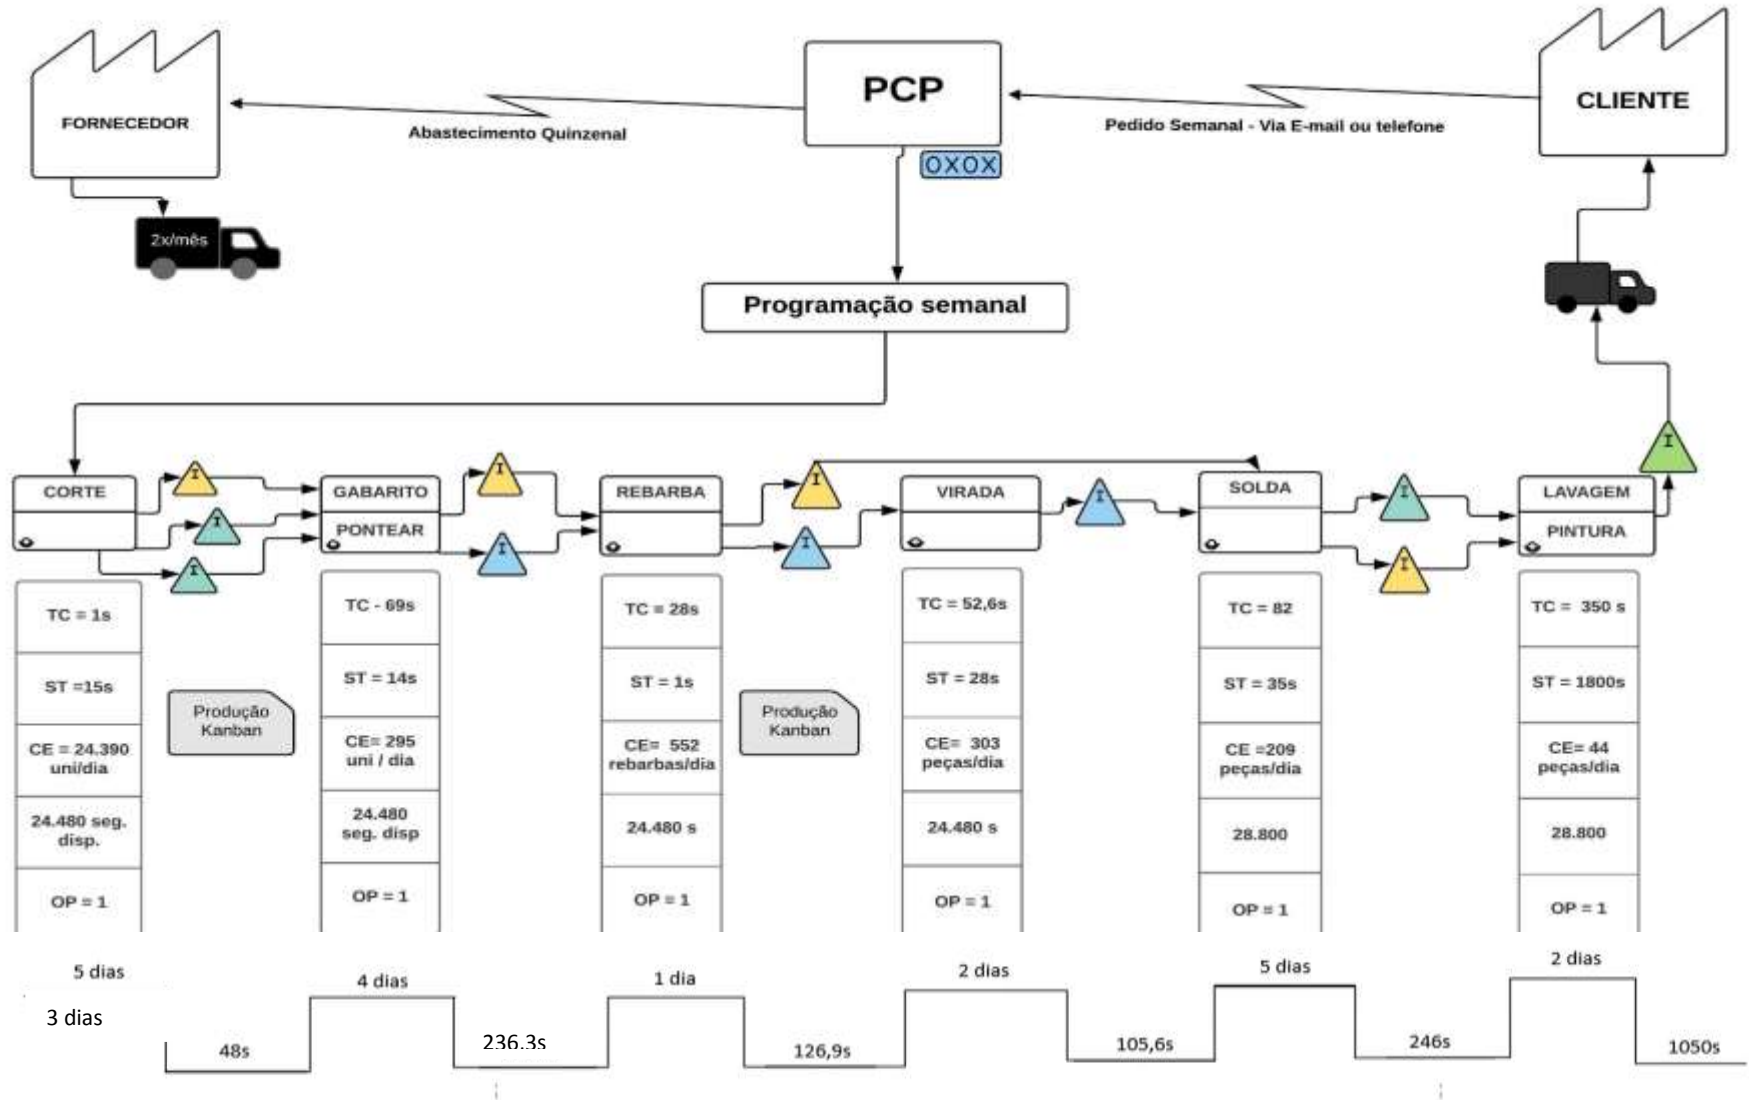 FORNECEDOR
2x/mês
Abastecimento Quinzenal
PCP
OXOX
Pedido Semanal - Via E-mail ou telefone
CLIENTE
Programação semanal
I
I
I
I
I
I
I
I
I
I
I
CORTE
TC = 1s
ST =15s
CE = 24.390
uni/dia
24.480 seg.
disp.
OP = 1
Produção
Kanban
GABARITO
PONTEAR
TC - 69s
ST = 14s
CE= 295
uni / dia
24.480
seg. disp
OP = 1
REBARBA
TC = 28s
ST = 1s
CE= 552
rebarbas/dia
24.480 s
OP = 1
Produção
Kanban
VIRADA
TC = 52,6s
ST = 28s
CE= 303
peças/dia
24.480 s
OP = 1
SOLDA
TC = 82
ST = 35s
CE =209
peças/dia
28.800
OP = 1
LAVAGEM
PINTURA
TC = 350 s
ST = 1800s
CE= 44
peças/dia
28.800
OP = 1
5 dias
3 dias
48s
4 dias
236.3s
1 dia
126,9s
2 dias
105,6s
5 dias
246s
2 dias
1050s